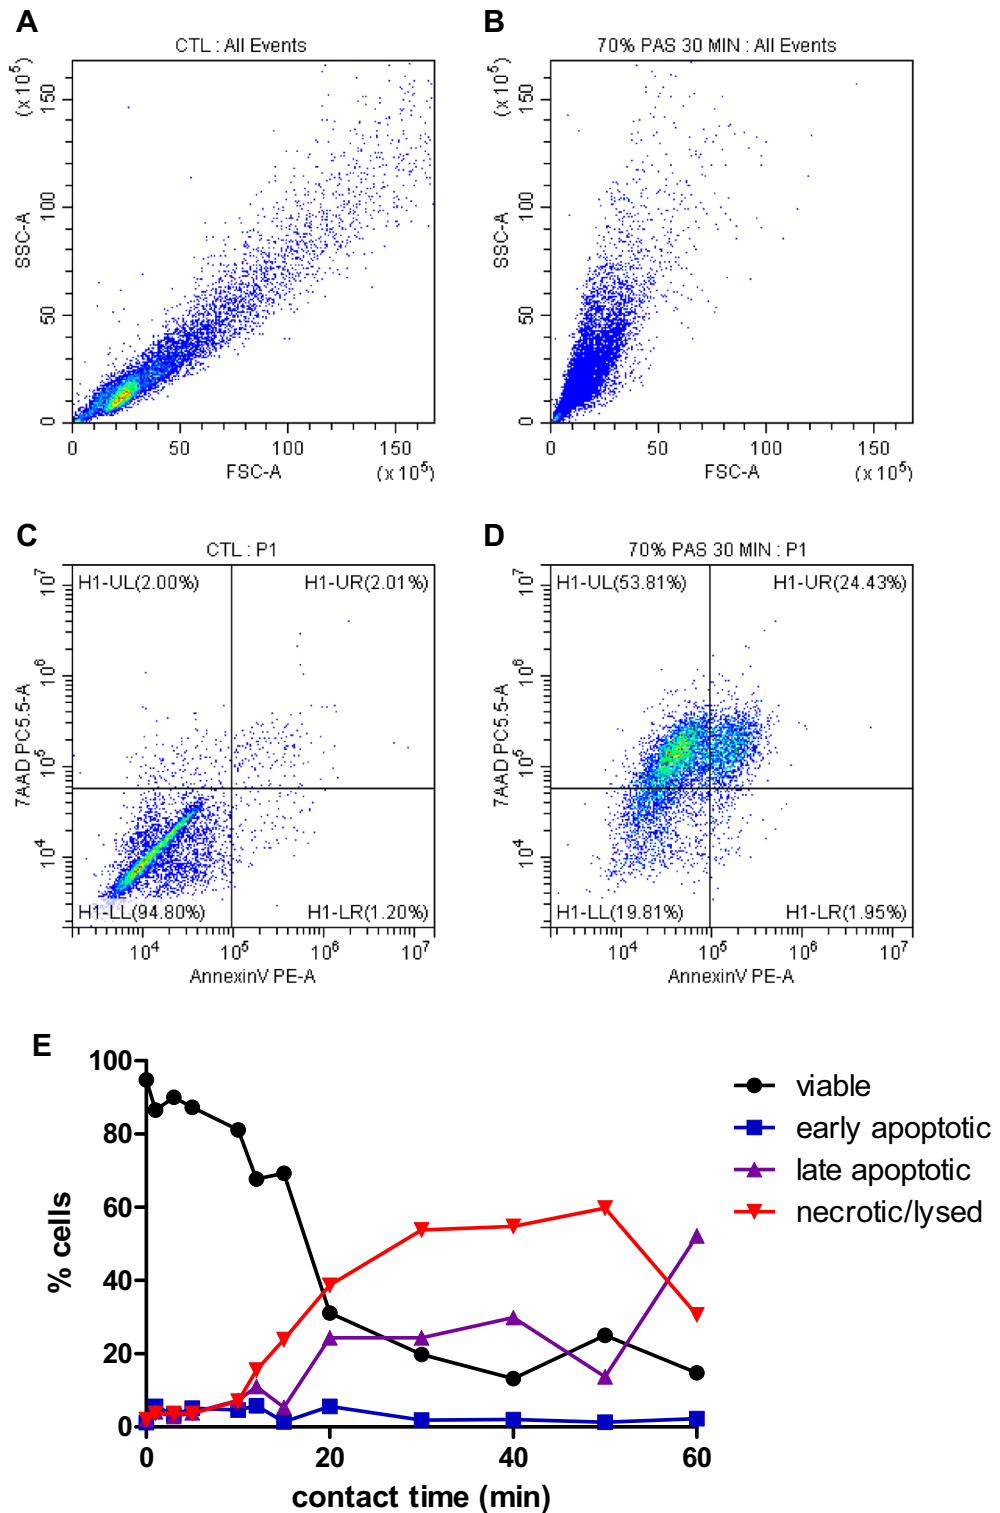 A
CTL : All Events
SSC-A
(x 10⁵)
0
50
100
150
0
50
100
150
FSC-A
(x 10⁵)
B
70% PAS 30 MIN : All Events
SSC-A
(x 10⁵)
0
50
100
150
0
50
100
150
FSC-A
(x 10⁵)
C
CTL : P1
H1-UL(2.00%)
H1-UR(2.01%)
H1-LL(94.80%)
H1-LR(1.20%)
7AAD PC5.5-A
10⁷
10⁶
10⁵
10⁴
10⁴
10⁵
10⁶
10⁷
AnnexinV PE-A
D
70% PAS 30 MIN : P1
H1-UL(53.81%)
H1-UR(24.43%)
H1-LL(19.81%)
H1-LR(1.95%)
7AAD PC5.5-A
10⁷
10⁶
10⁵
10⁴
10⁴
10⁵
10⁶
10⁷
AnnexinV PE-A
E
% cells
100
80
60
40
20
0
0
20
40
60
contact time (min)
viable
early apoptotic
late apoptotic
necrotic/lysed